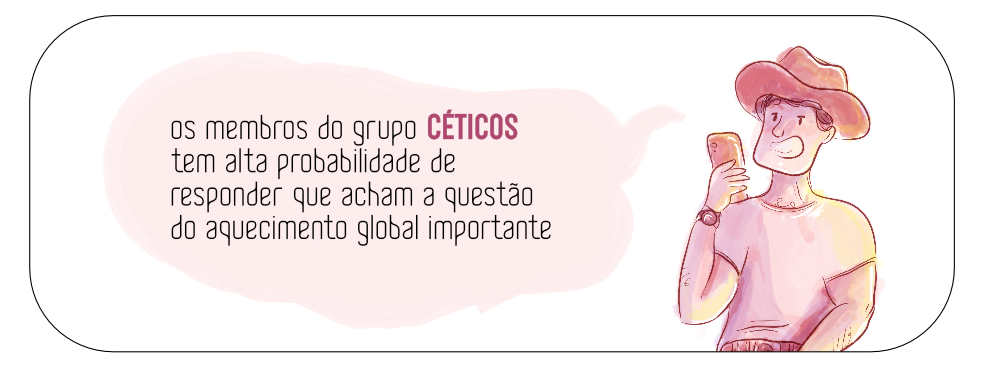 os membros do grupo CÉTICOS
tem alta probabilidade de
responder que acham a questão
do aquecimento global importante